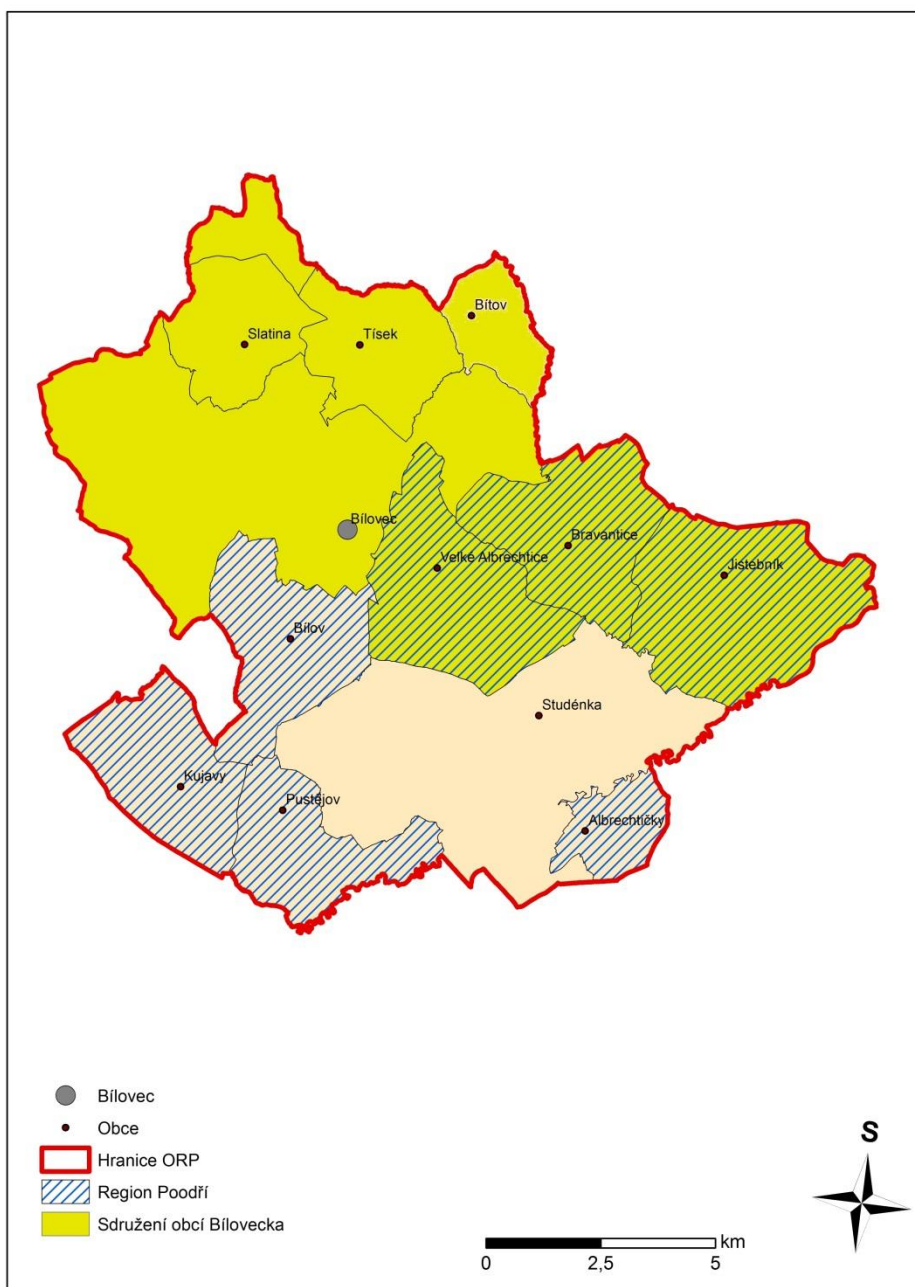 Bítov
Slatina
Tísek
Bílovec
Bravantice
Velké Albrechtice
Jistebník
Bílov
Studénka
Kujavy
Pustějov
Albrechtičky
Bílovec
Obce
Hranice ORP
Region Poodří
Sdružení obcí Bílovecka
S
km
0 2,5 5